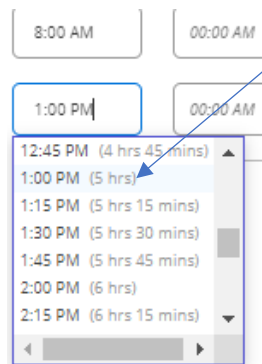 8:00 AM 00:00 AM
1:00 PM 00:00 AM
12:45 PM (4 hrs 45 mins)
1:00 PM (5 hrs)
1:15 PM (5 hrs 15 mins)
1:30 PM (5 hrs 30 mins)
1:45 PM (5 hrs 45 mins)
2:00 PM (6 hrs)
2:15 PM (6 hrs 15 mins)